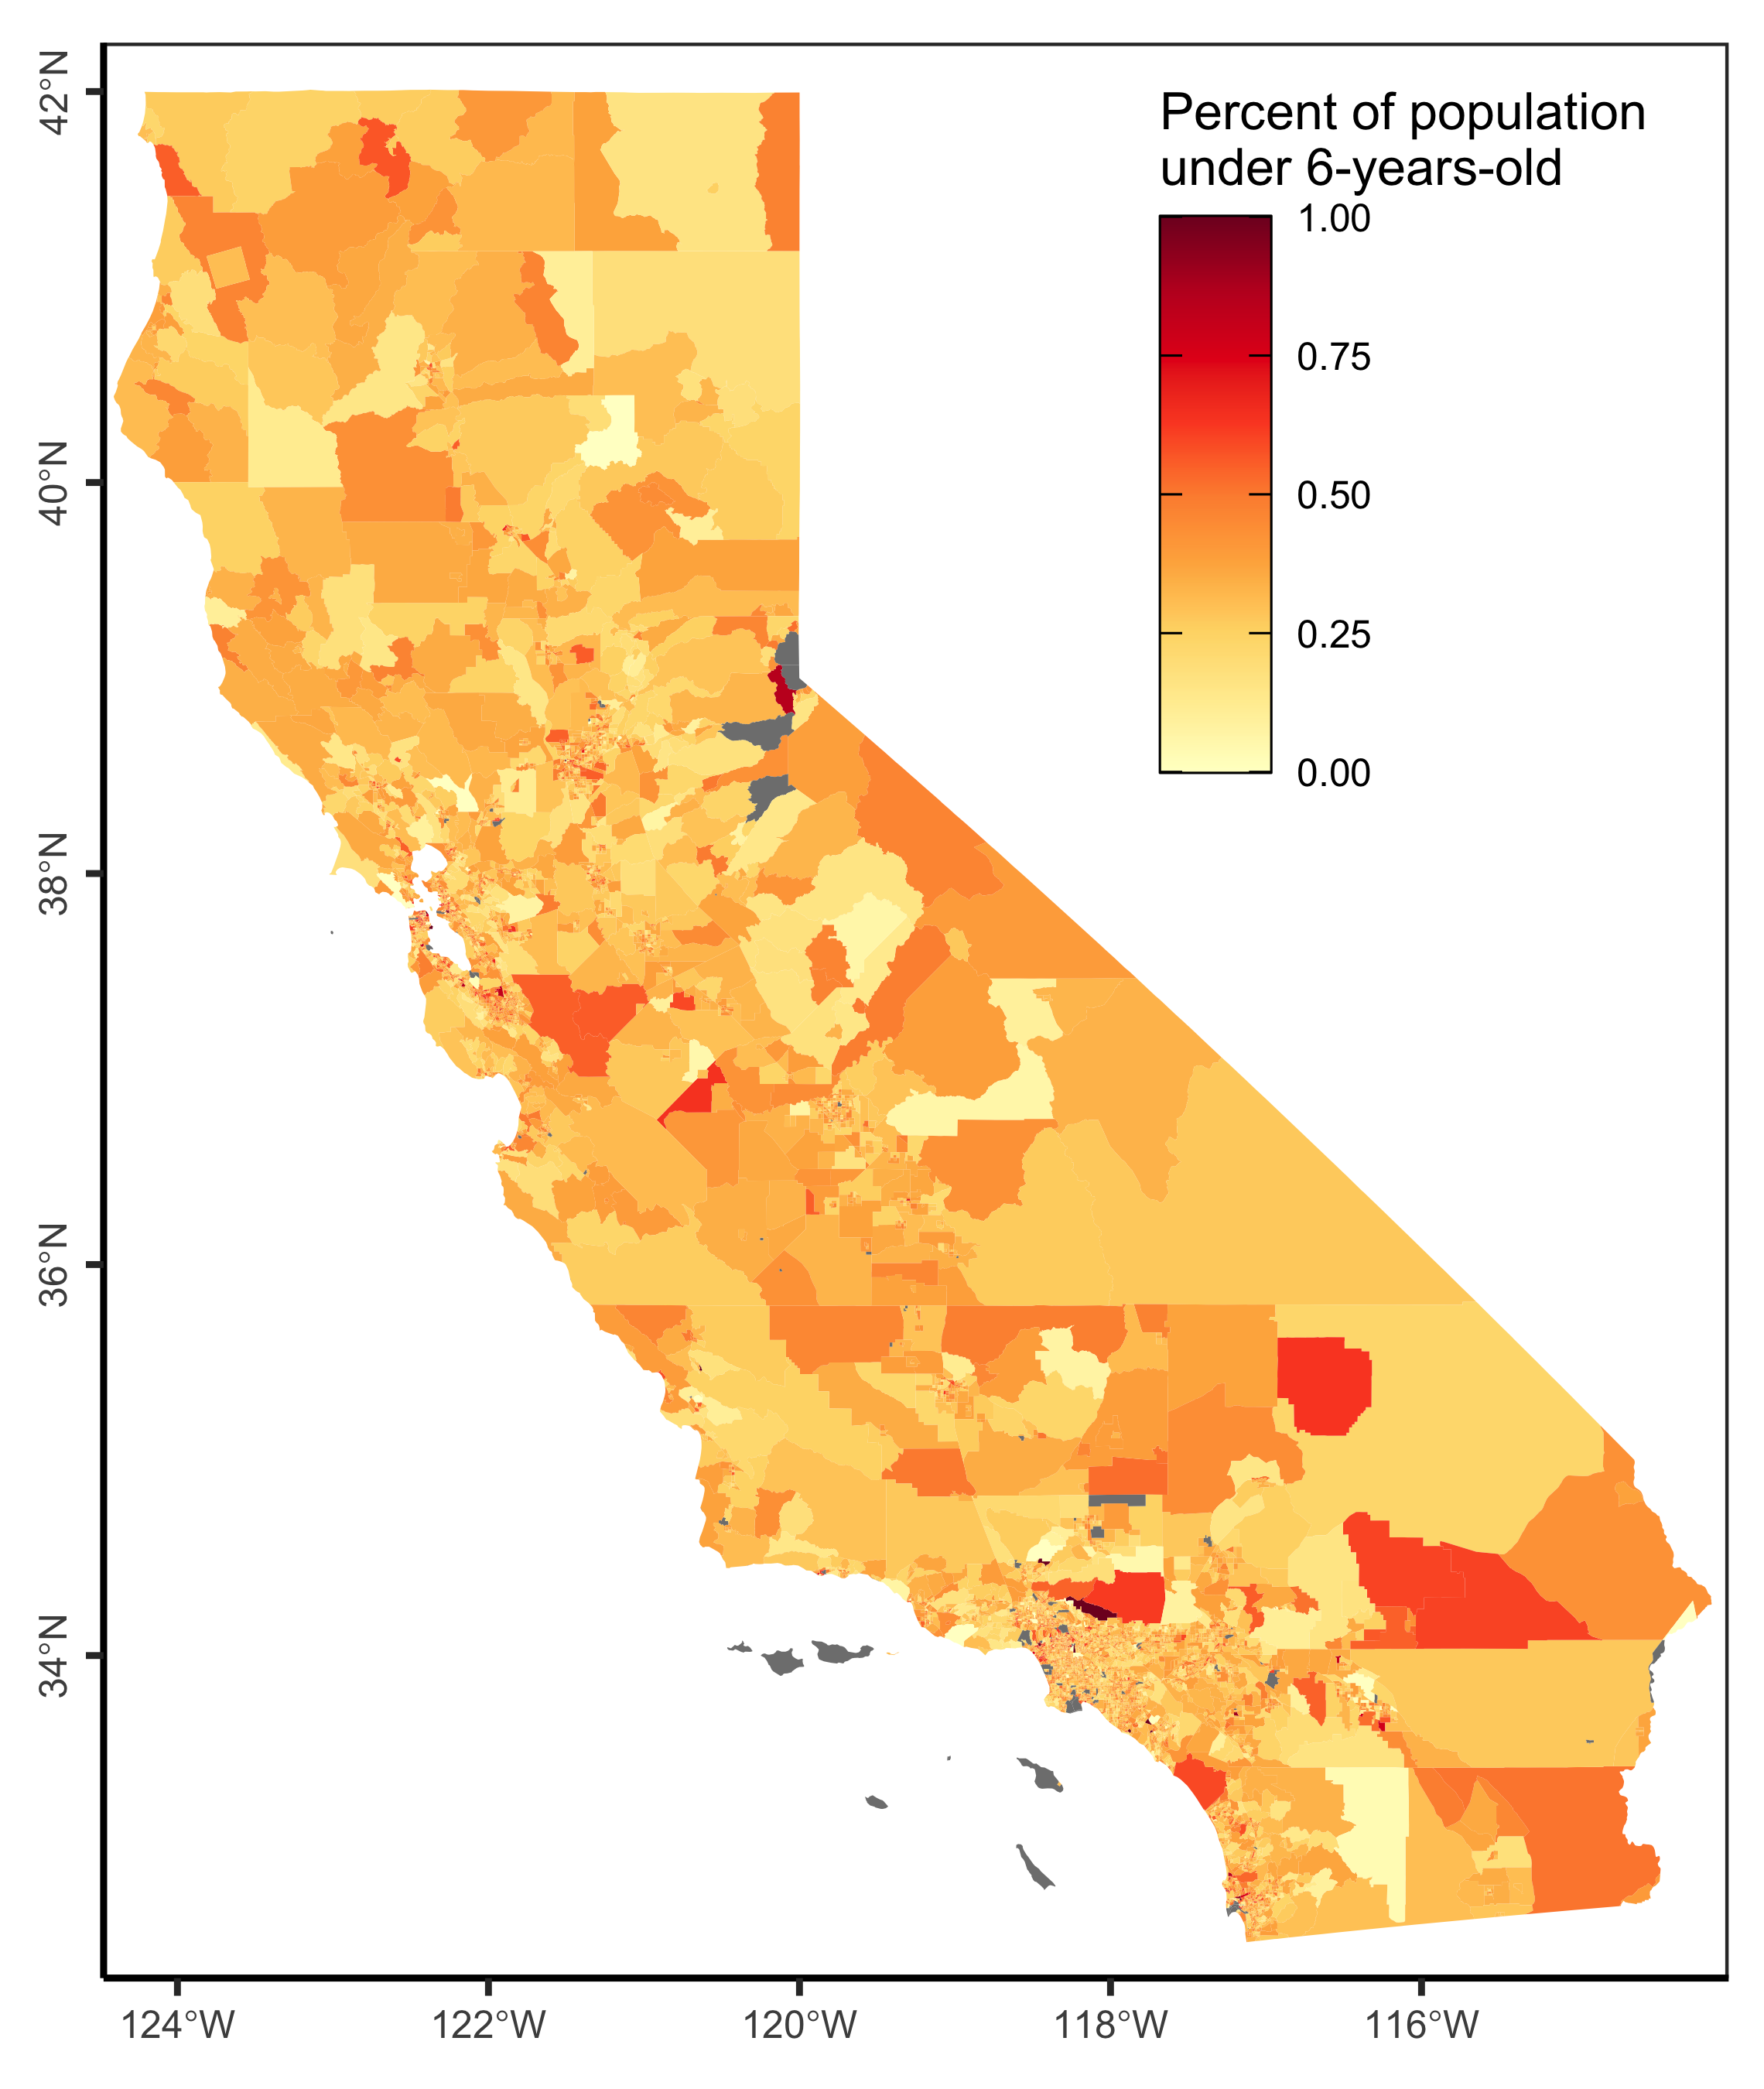 Percent of population
under 6-years-old
1.00
0.75
0.50
0.25
0.00
42°N
40°N
38°N
36°N
34°N
124°W
122°W
120°W
118°W
116°W